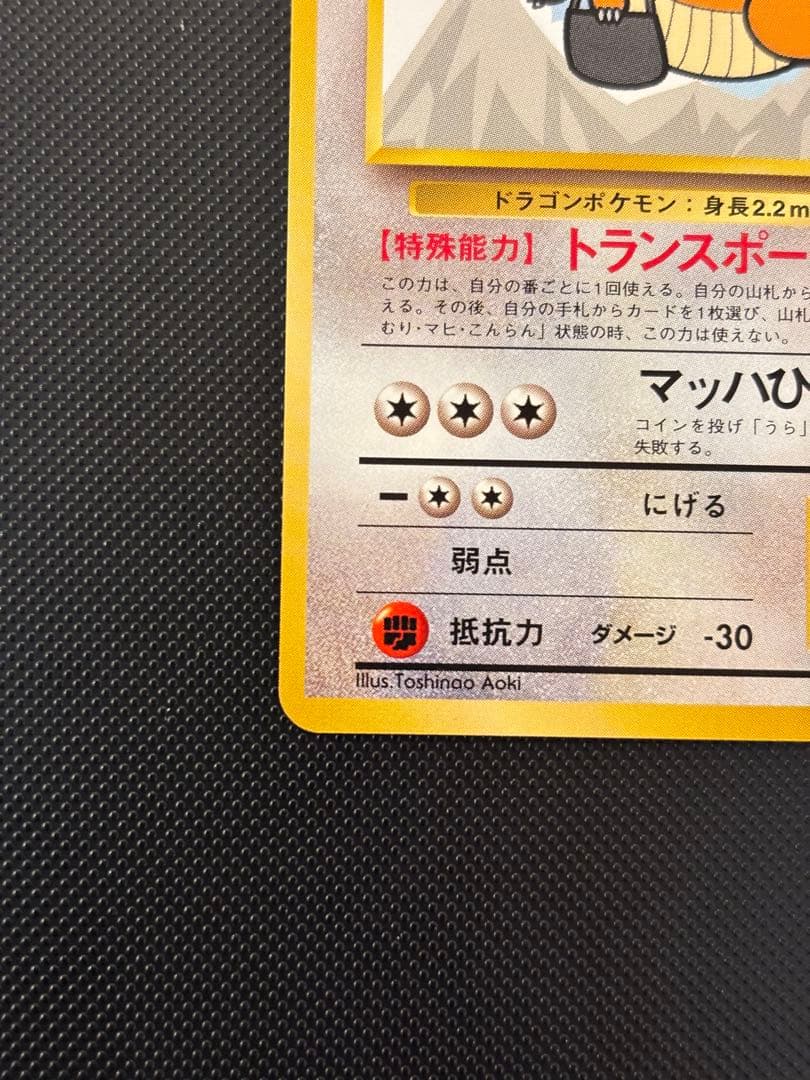 ドラゴンポケモン：身長2.2m
【特殊能力】 トランスポー
この力は、自分の番ごとに1回使える。自分の山札から
える。その後、自分の手札からカードを1枚選び、山札
むり・マヒ・こんらん」状態の時、この力は使えない。
マッハひ
コインを投げ「うら」
失敗する。
にげる
弱点
抵抗力 ダメージ -30
Illus.Toshinao Aoki